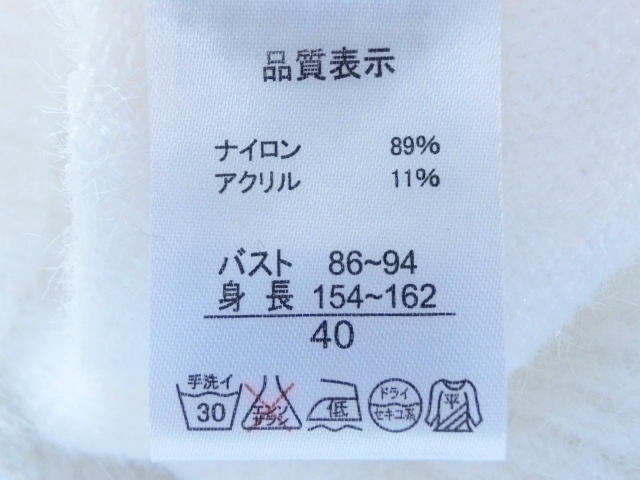 品質表示
ナイロン 89%
アクリル 11%
バスト 86~94
身長 154~162
40
手洗イ
30
エンソ
サラシ
低
ドライ
セキユ系
平